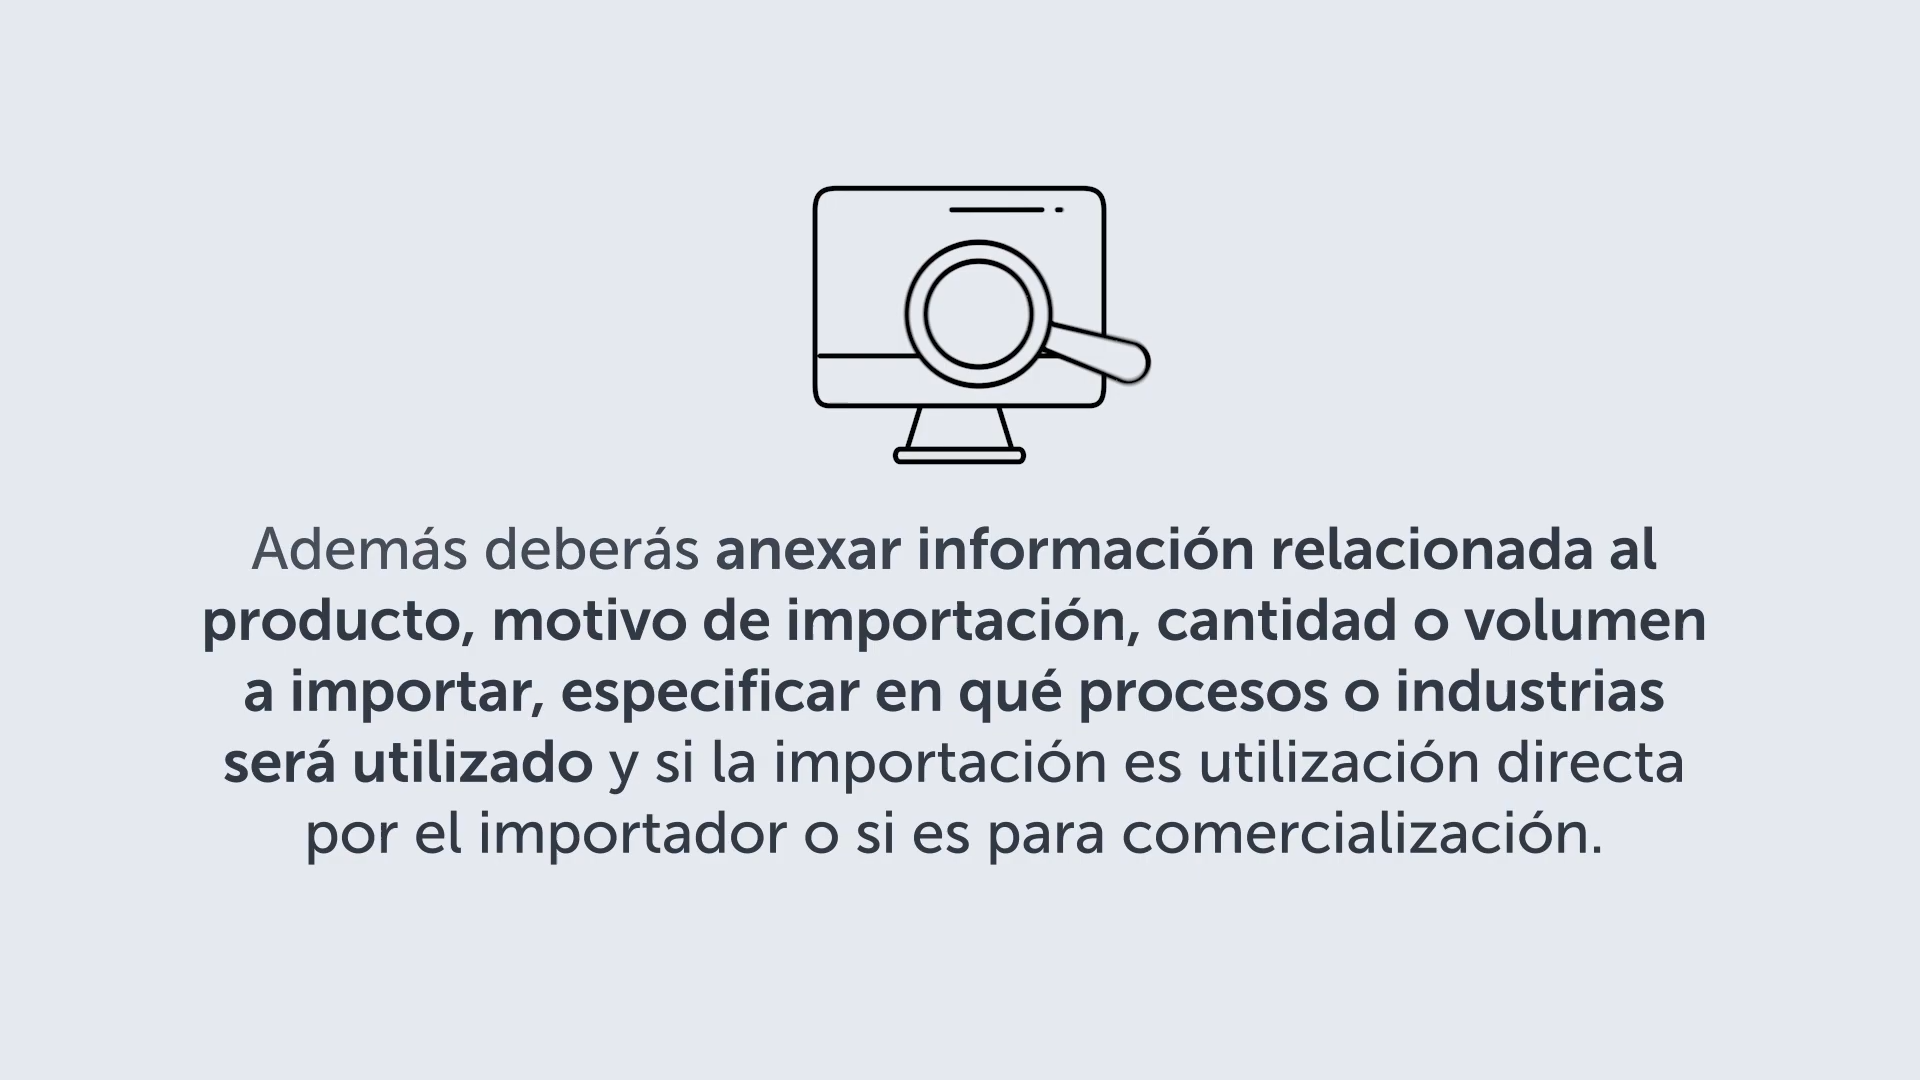 Además deberás anexar información relacionada al
producto, motivo de importación, cantidad o volumen
a importar, especificar en qué procesos o industrias
será utilizado y si la importación es utilización directa
por el importador o si es para comercialización.